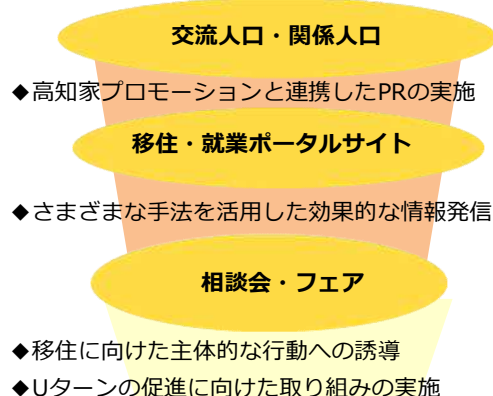 交流人口・関係人口
◆高知家プロモーションと連携したPRの実施
移住・就業ポータルサイト
◆さまざまな手法を活用した効果的な情報発信
相談会・フェア
◆移住に向けた主体的な行動への誘導
◆Uターンの促進に向けた取り組みの実施